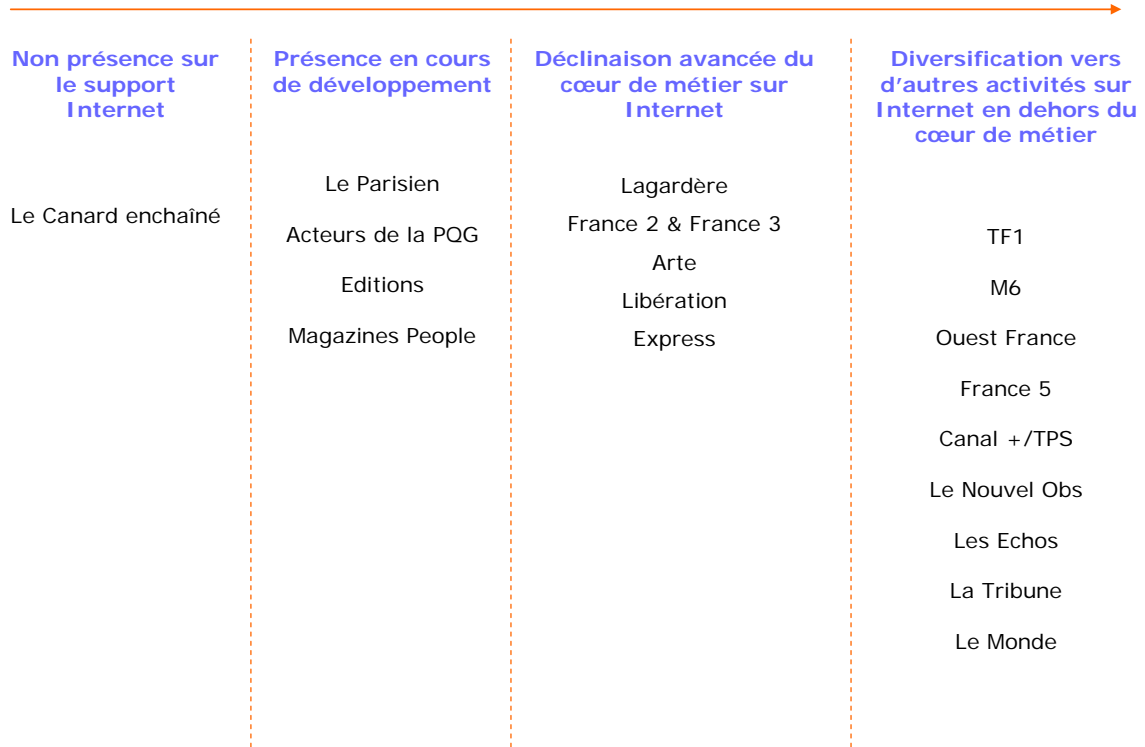 Non présence sur
le support
Internet
Le Canard enchaîné
Présence en cours
de développement
Le Parisien
Acteurs de la PQG
Editions
Magazines People
Déclinaison avancée du
cœur de métier sur
Internet
Lagardère
France 2 & France 3
Arte
Libération
Express
Diversification vers
d'autres activités sur
Internet en dehors du
cœur de métier
TF1
M6
Ouest France
France 5
Canal +/TPS
Le Nouvel Obs
Les Echos
La Tribune
Le Monde